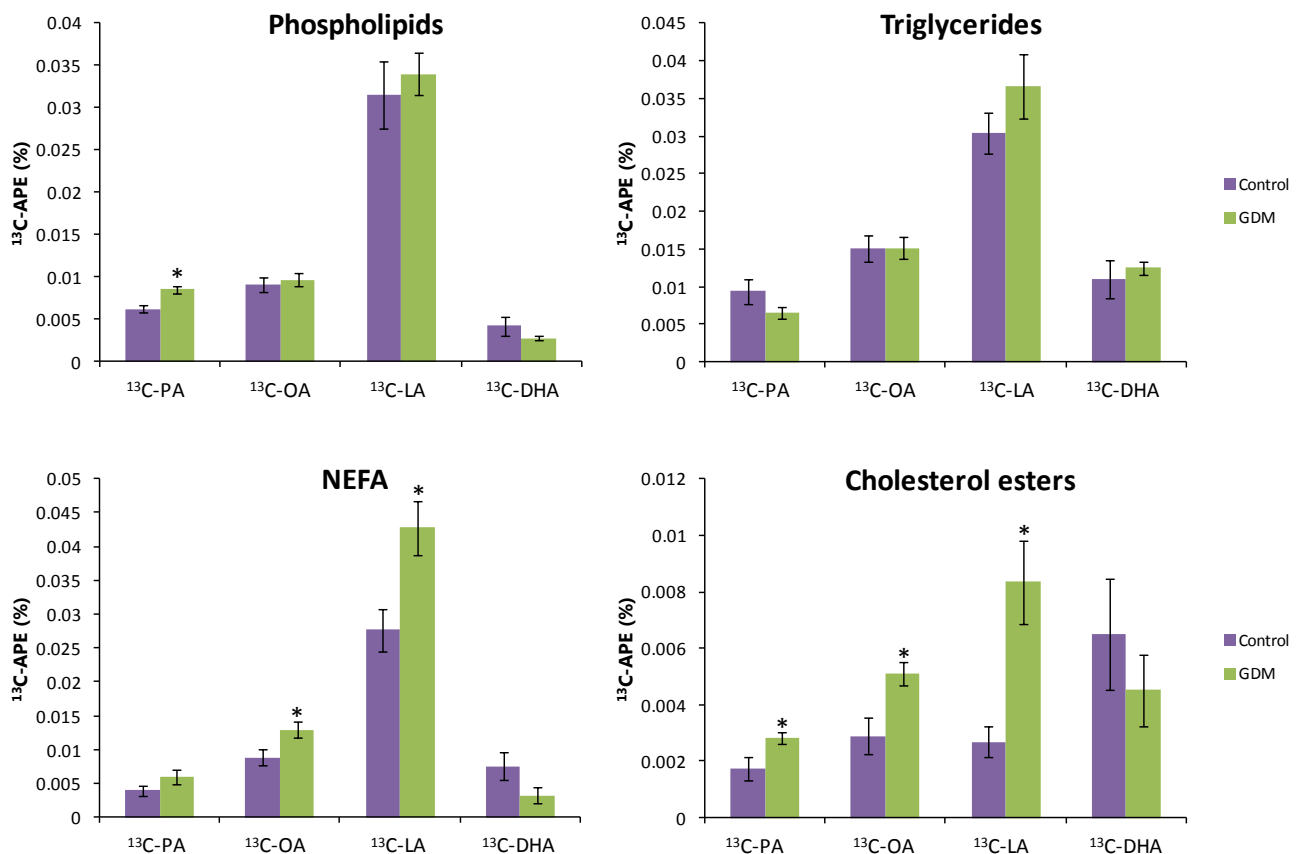 Phospholipids
¹³C-APE (%)
0.04
0.035
0.03
0.025
0.02
0.015
0.01
0.005
0
*
¹³C-PA ¹³C-OA ¹³C-LA ¹³C-DHA
Triglycerides
¹³C-APE (%)
0.045
0.04
0.035
0.03
0.025
0.02
0.015
0.01
0.005
0
¹³C-PA ¹³C-OA ¹³C-LA ¹³C-DHA
Control
GDM
NEFA
¹³C-APE (%)
0.05
0.045
0.04
0.035
0.03
0.025
0.02
0.015
0.01
0.005
0
*
*
¹³C-PA ¹³C-OA ¹³C-LA ¹³C-DHA
Cholesterol esters
¹³C-APE (%)
0.012
0.01
0.008
0.006
0.004
0.002
0
*
*
*
¹³C-PA ¹³C-OA ¹³C-LA ¹³C-DHA
Control
GDM